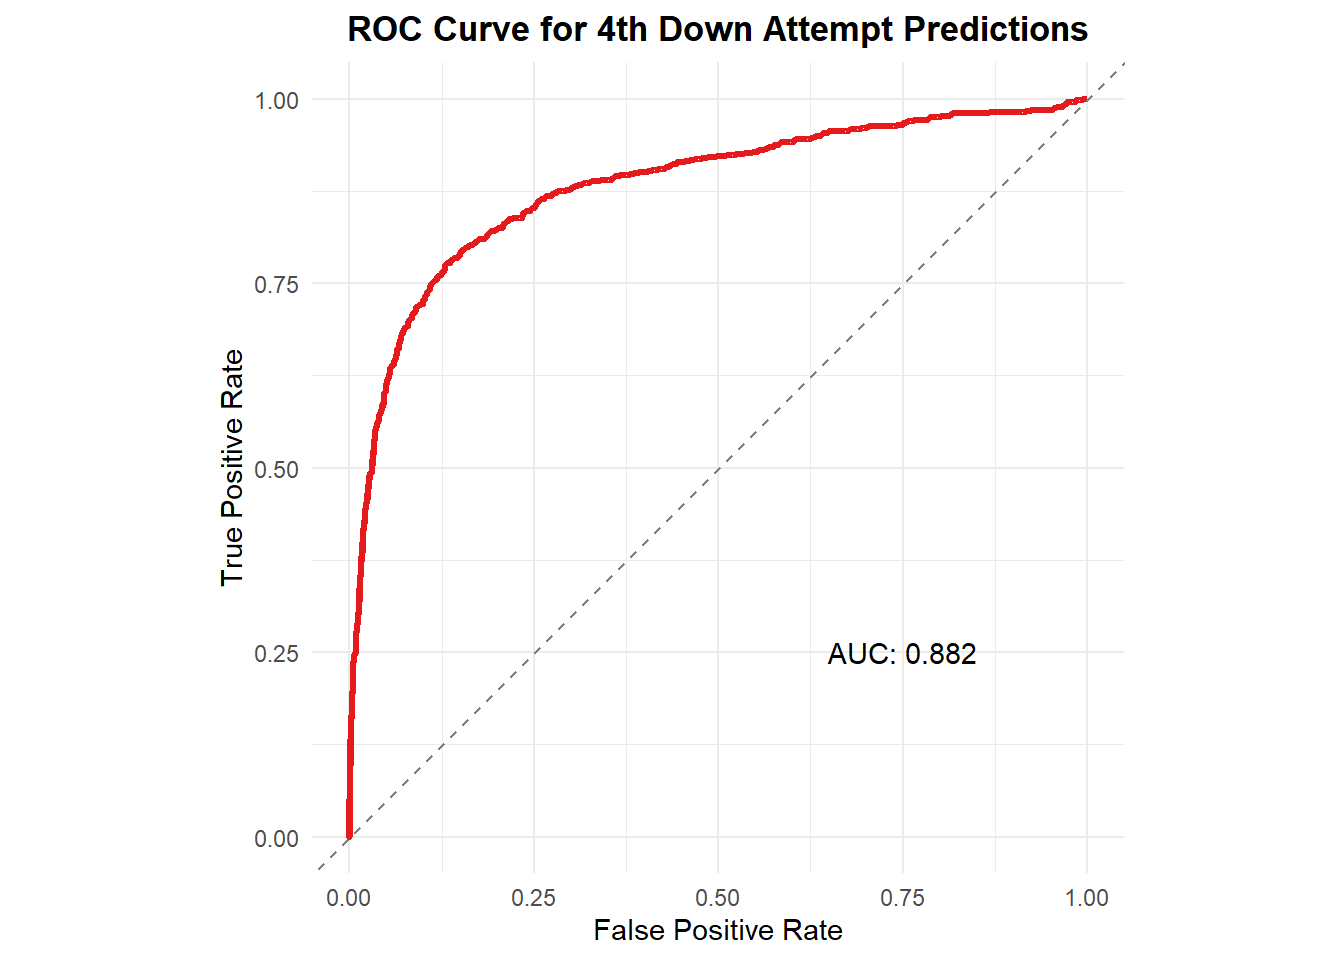 ROC Curve for 4th Down Attempt Predictions
1.00
0.75
0.50
0.25
0.00
True Positive Rate
AUC: 0.882
0.00 0.25 0.50 0.75 1.00
False Positive Rate